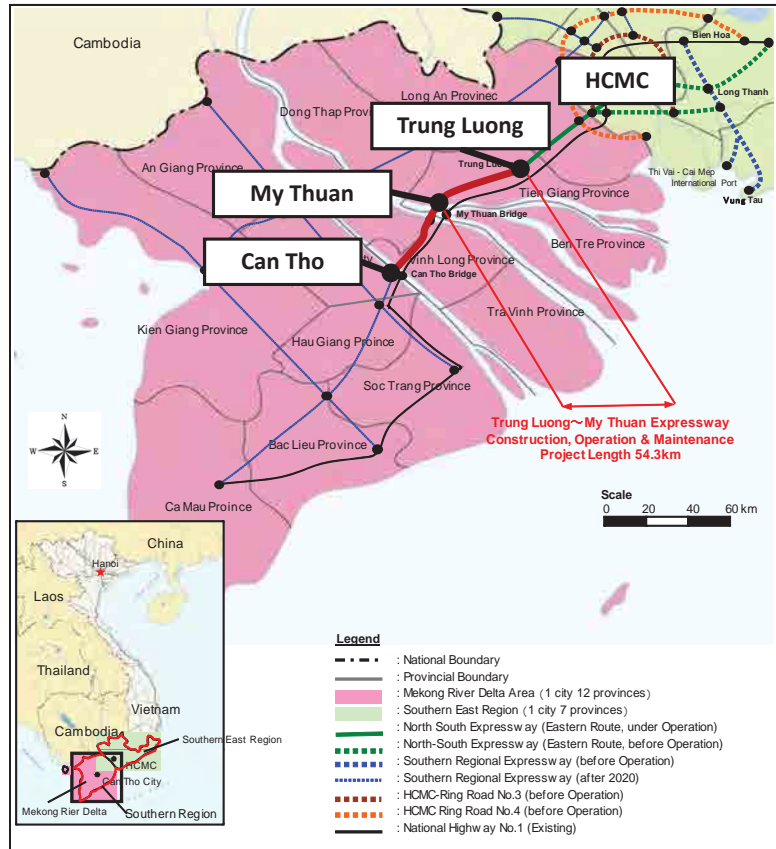 Cambodia
Bien Hoa
HCMC
Long An Provinec
Long Thanh
Dong Thap
Trung Luong
An Giang Province
Trung Lu
Thi Vai - Cai Mep
International Port
Vung Tau
My Thuan
Tien Giang Province
My Thuan Bridge
Ben Tre Province
Can Tho
Vinh Long Province
Can Tho Bridge
Tra Vinh Province
Kien Giang Province
Hau Giang Proince
Soc Trang Province
Trung Luong～My Thuan Expressway
Construction, Operation & Maintenance
Project Length 54.3km
N
W E
S
Bac Lieu Province
Ca Mau Proince
Scale
0 20 40 60 km
China
Hanoi
Laos
Thailand
Vietnam
Cambodia
Southern East Region
HCMC
Can Tho City
Mekong Rier Delta
Southern Region
Legend
: National Boundary
: Provincial Boundary
: Mekong River Delta Area (1 city 12 provinces)
: Southern East Region (1 city 7 provinces)
: North South Expressway (Eastern Route, under Operation)
: North-South Expressway (Eastern Route, before Operation)
: Southern Regional Expressway (before Operation)
: Southern Regional Expressway (after 2020)
: HCMC-Ring Road No.3 (before Operation)
: HCMC Ring Road No.4 (before Operation)
: National Highway No.1 (Existing)